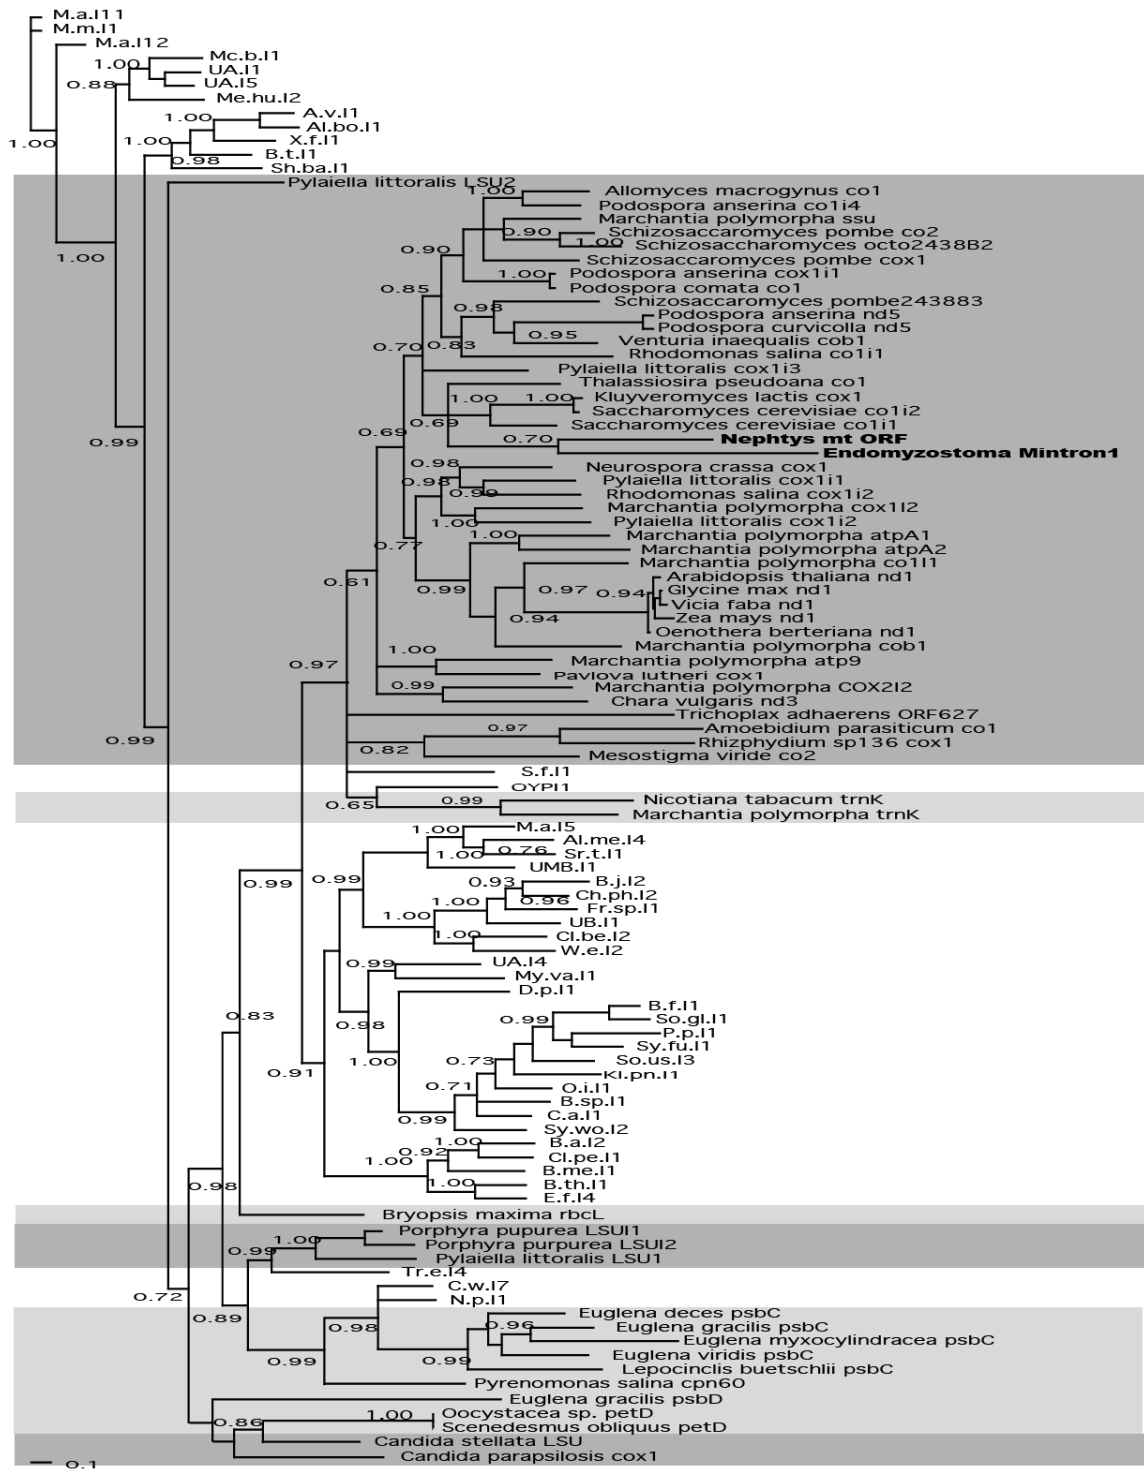 M.a.I11
M.m.I1
M.a.I12
Mc.b.I1
1.00
UA.I1
0.88
UA.I5
Me.hu.I2
A.v.I1
1.00
Al.bo.I1
1.00
1.00
X.f.I1
0.98
B.t.I1
Sh.ba.I1
Pylaiella littoralis LSU2
1.00
Allomyces macrogynus co1
Podospora anserina co1i4
Marchantia polymorpha ssu
0.90
Schizosaccaromyces pombe co2
1.00
Schizosaccharomyces octo2438B2
0.90
1.00
Schizosaccaromyces pombe cox1
1.00
Podospora anserina cox1i1
0.85
Podospora comata co1
Schizosaccaromyces pombe243883
0.98
Podospora anserina nd5
Podospora curvicolla nd5
0.95
Venturia inaequalis cob1
0.70
0.83
Rhodomonas salina co1i1
Pylaiella littoralis cox1i3
Thalassiosira pseudoana co1
1.00
1.00
Kluyveromyces lactis cox1
Saccaromyces cerevisiae co1i2
0.69
Saccaromyces cerevisiae co1i1
0.69
0.70
Nephtys mt ORF
0.99
Endomyzostoma Mintron1
0.98
Neurospora crassa cox1
0.98
Pylaiella littoralis cox1i1
0.99
Rhodomonas salina cox1i2
Marchantia polymorpha cox1I2
1.00
Pylaiella littoralis cox1i2
1.00
Marchantia polymorpha atpA1
0.77
Marchantia polymorpha atpA2
Marchantia polymorpha co1I1
0.61
Arabidopsis thaliana nd1
0.99
0.97
0.94
Glycine max nd1
Vicia faba nd1
0.94
Zea mays nd1
Oenothera berteriana nd1
1.00
Marchantia polymorpha cob1
0.97
Marchantia polymorpha atp9
Pavlova lutheri cox1
0.99
Marchantia polymorpha COX2I2
Chara vulgaris nd3
Trichoplax adhaerens ORF627
0.97
Amoebidium parasiticum co1
0.99
Rhizphydium sp136 cox1
0.82
Mesostigma viride co2
S.f.I1
OYPI1
0.65
0.99
Nicotiana tabacum trnK
Marchantia polymorpha trnK
1.00
M.a.I5
Al.me.I4
1.00
0.76
Sr.t.I1
UMB.I1
0.99
0.99
0.93
B.j.I2
Ch.ph.I2
1.00
0.96
Fr.sp.I1
1.00
UB.I1
1.00
Cl.be.I2
W.e.I2
0.99
UA.I4
My.va.I1
D.p.I1
B.f.I1
0.83
0.99
So.gl.I1
0.98
P.p.I1
Sy.fu.I1
1.00
0.73
So.us.I3
0.91
Kl.pn.I1
0.71
O.i.I1
B.sp.I1
0.99
C.a.I1
Sy.wo.I2
1.00
B.a.I2
0.92
Cl.pe.I1
1.00
B.me.I1
0.98
1.00
B.th.I1
E.f.I4
Bryopsis maxima rbcL
Porphyra pupurea LSUI1
1.00
Porphyra purpurea LSUI2
0.99
Pylaiella littoralis LSU1
Tr.e.I4
C.w.I7
0.72
N.p.I1
0.89
Euglena deces psbC
0.98
0.96
Euglena gracilis psbC
Euglena myxocylindracea psbC
Euglena viridis psbC
0.99
0.99
Lepocinclis buetschlii psbC
Pyrenomonas salina cpn60
Euglena gracilis psbD
0.86
1.00
Oocystacea sp. petD
Scenedesmus obliquus petD
Candida stellata LSU
Candida parapsilosis cox1
0.1